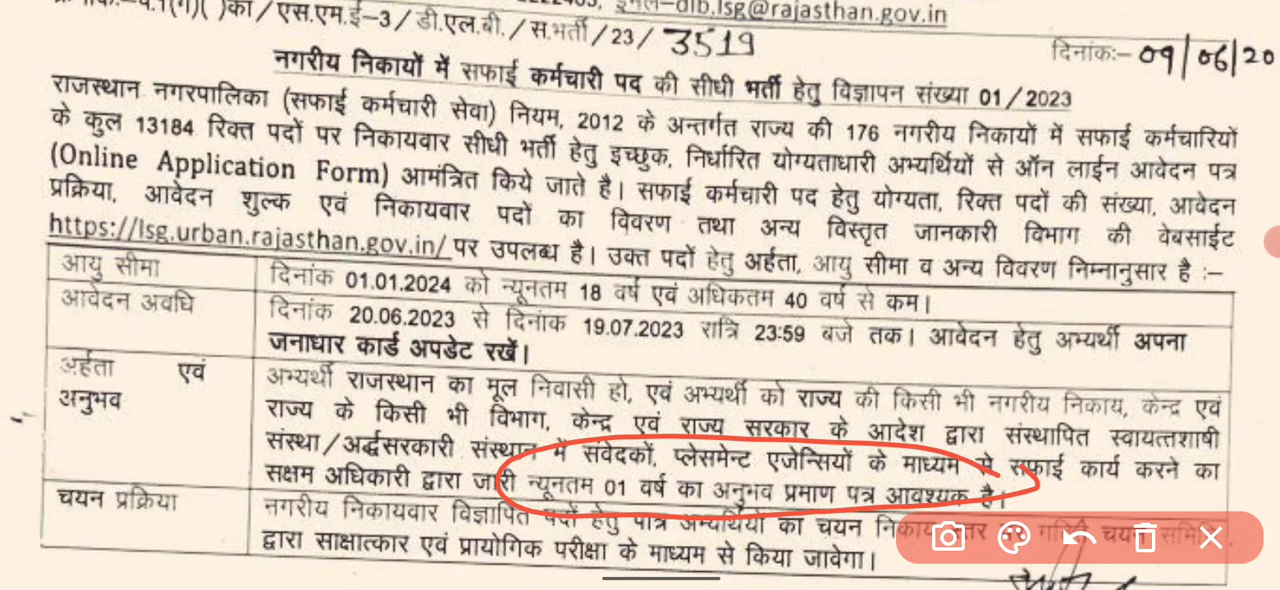 एस.एम.ई-3/डी.एल.बी./स.भर्ती/23/3519
dlb.lsg@rajasthan.gov.in
दिनांकः- 09/06/20
नगरीय निकायों में सफाई कर्मचारी पद की सीधी भर्ती हेतु विज्ञापन संख्या 01/2023
राजस्थान नगरपालिका (सफाई कर्मचारी सेवा) नियम, 2012 के अन्तर्गत राज्य की 176 नगरीय निकायों में सफाई कर्मचारियों
के कुल 13184 रिक्त पदों पर निकायवार सीधी भर्ती हेतु इच्छुक, निर्धारित योग्यताधारी अभ्यर्थियों से ऑन लाईन आवेदन पत्र
(Online Application Form) आमंत्रित किये जाते है। सफाई कर्मचारी पद हेतु योग्यता, रिक्त पदों की संख्या, आवेदन
प्रक्रिया, आवेदन शुल्क एवं निकायवार पदों का विवरण तथा अन्य विस्तृत जानकारी विभाग की वेबसाईट
https://lsg.urban.rajasthan.gov.in/ पर उपलब्ध है। उक्त पदों हेतु अर्हता, आयु सीमा व अन्य विवरण निम्नानुसार है :-
आयु सीमा
दिनांक 01.01.2024 को न्यूनतम 18 वर्ष एवं अधिकतम 40 वर्ष से कम।
आवेदन अवधि
दिनांक 20.06.2023 से दिनांक 19.07.2023 रात्रि 23:59 बजे तक। आवेदन हेतु अभ्यर्थी अपना
जनाधार कार्ड अपडेट रखें।
अर्हता एवं
अनुभव
अभ्यर्थी राजस्थान का मूल निवासी हो, एवं अभ्यर्थी को राज्य की किसी भी नगरीय निकाय, केन्द्र एवं
राज्य के किसी भी विभाग, केन्द्र एवं राज्य सरकार के आदेश द्वारा संस्थापित स्वायत्तशाषी
संस्था/अर्द्धसरकारी संस्थान में संवेदकों, प्लेसमेन्ट एजेन्सियों के माध्यम से सफाई कार्य करने का
सक्षम अधिकारी द्वारा जारी न्यूनतम 01 वर्ष का अनुभव प्रमाण पत्र आवश्यक है।
चयन प्रक्रिया
नगरीय निकायवार विज्ञापित पदों हेतु पात्र अभ्यर्थियों का चयन निकाय स्तर पर गठित चयन समिति
द्वारा साक्षात्कार एवं प्रायोगिक परीक्षा के माध्यम से किया जावेगा।